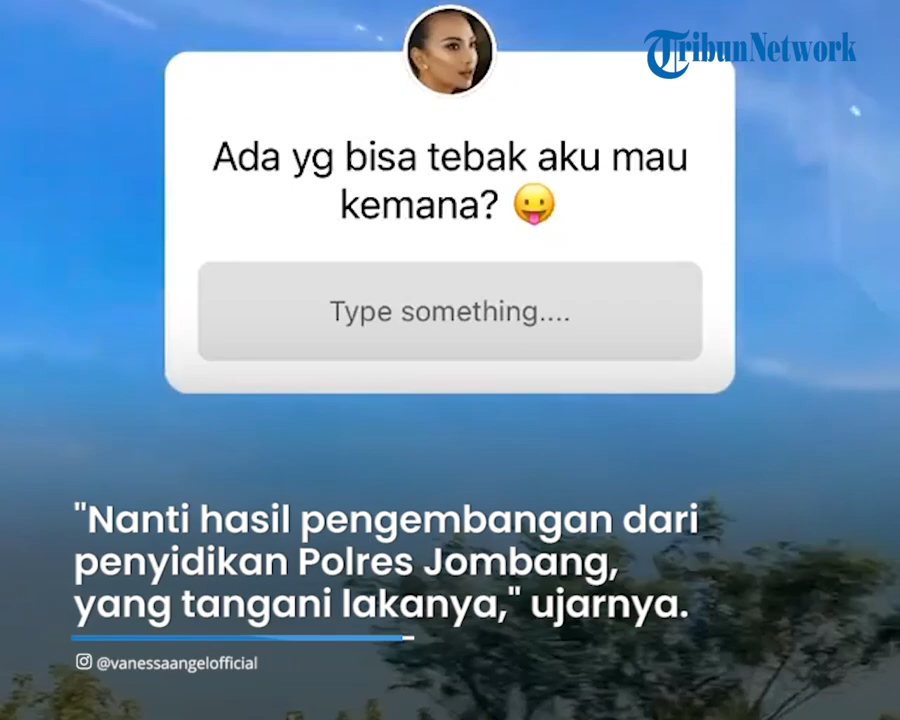 TribunNetwork
Ada yg bisa tebak aku mau
kemana? 😛
Type something....
"Nanti hasil pengembangan dari
penyidikan Polres Jombang,
yang tangani lakanya," ujarnya.
@vanessaangelofficial